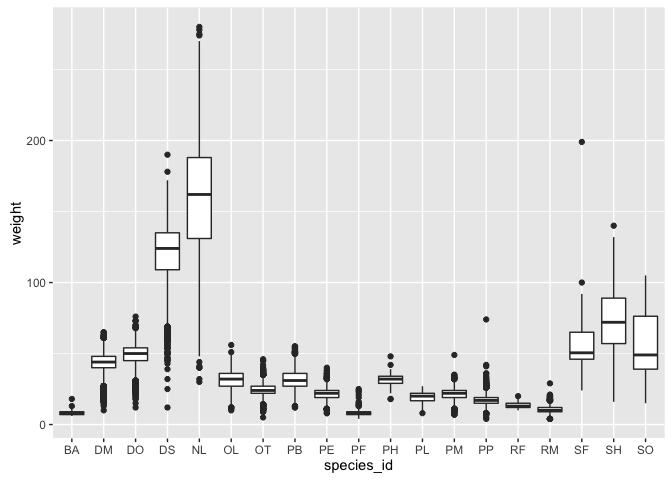 200
weight
100
0
BA DM DO DS NL OL OT PB PE PF PH PL PM PP RF RM SF SH SO
species_id